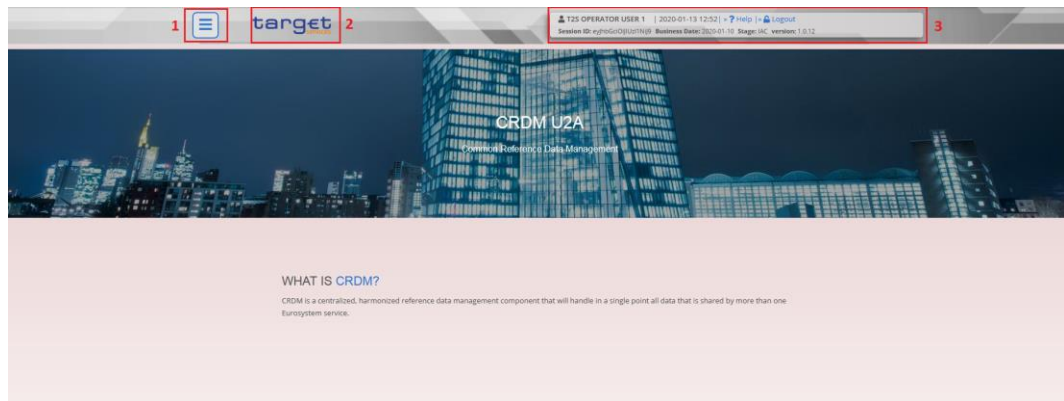 1
target
SERVICES
2
T2S OPERATOR USER 1 | 2020-01-13 12:52| » ? Help |» Logout
Session ID: Business Date: 2020-01-10 Stage: IAC version: 1.0.12
3
CRDM U2A
Common Reference Data Management
WHAT IS CRDM?
CRDM is a centralized, harmonized reference data management component that will handle in a single point all data that is shared by more than one
Eurosystem service.